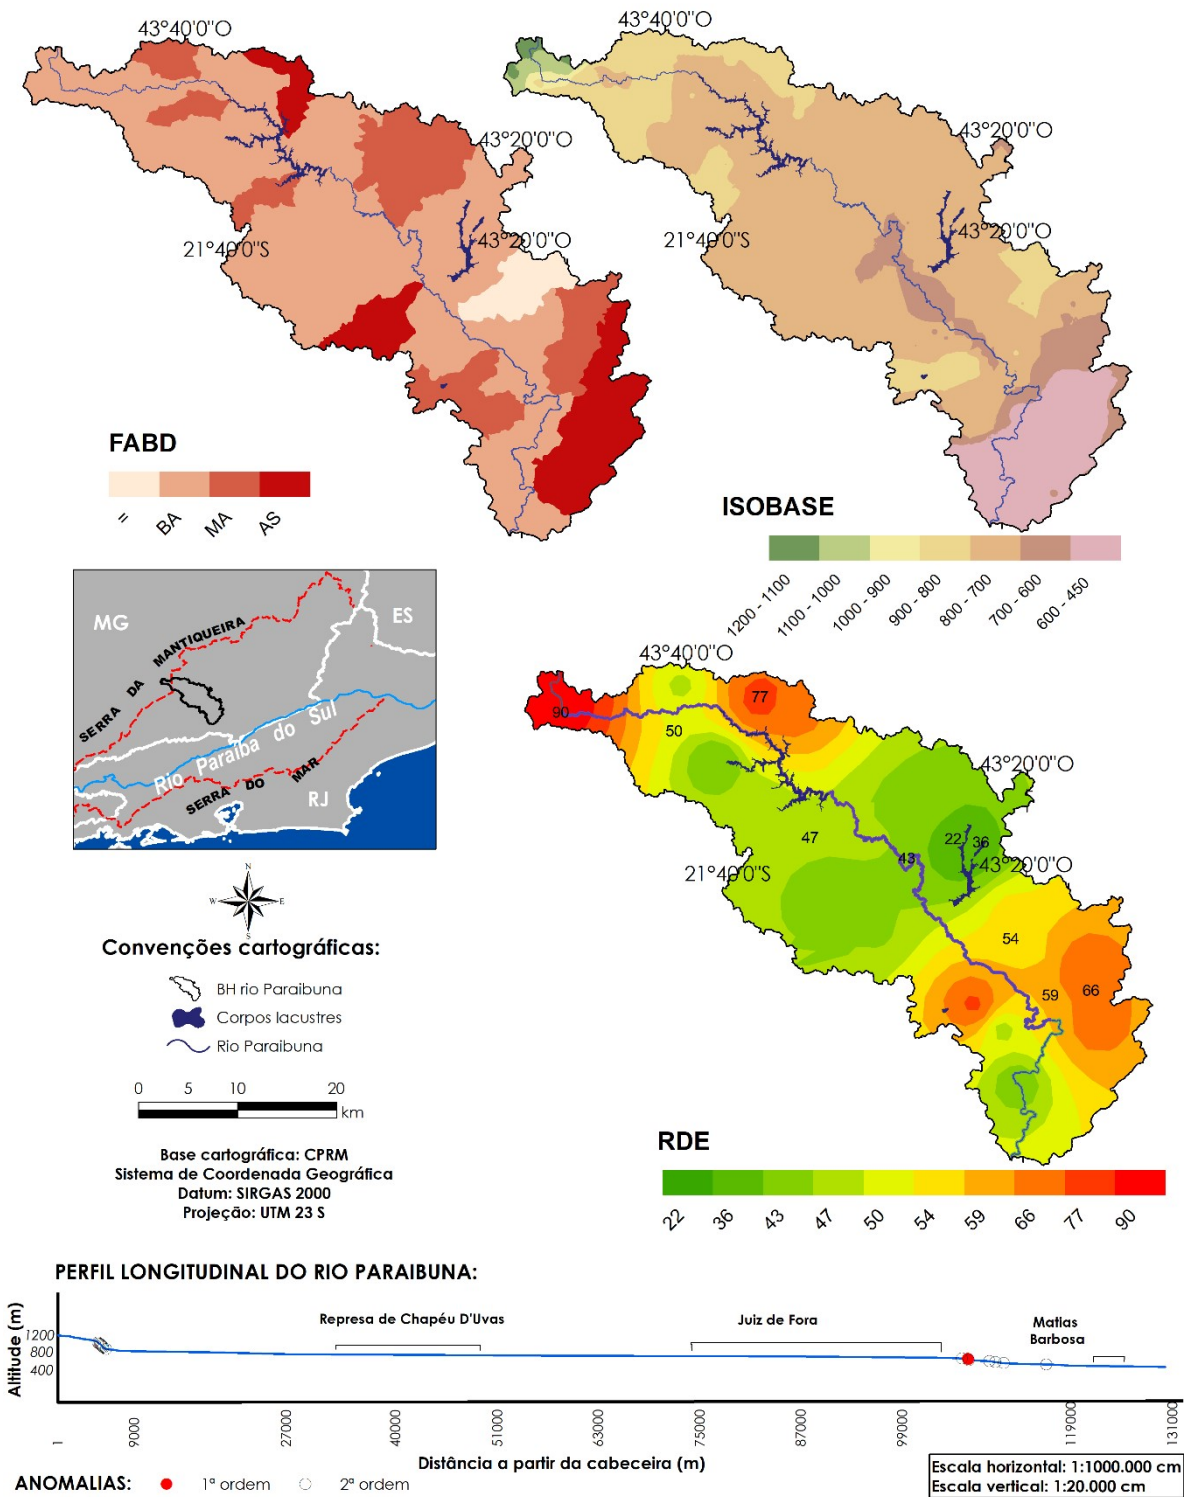 43°40'0"O
43°20'0"O
43°20'0"O
21°40'0"S
FABD
=
BA
MA
AS
43°40'0"O
43°20'0"O
43°20'0"O
21°40'0"S
ISOBASE
1200 - 1100
1100 - 1000
1000 - 900
900 - 800
800 - 700
700 - 600
600 - 450
MG
ES
SERRA DA MANTIQUEIRA
Rio Paraíba do Sul
SERRA DO MAR
RJ
N
W
E
S
Convenções cartográficas:
BH rio Paraibuna
Corpos lacustres
Rio Paraibuna
0 5 10 20
km
Base cartográfica: CPRM
Sistema de Coordenada Geográfica
Datum: SIRGAS 2000
Projeção: UTM 23 S
43°40'0"O
90
50
77
43°20'0"O
47
43
22
36
43°20'0"O
21°40'0"S
54
59
66
RDE
22
36
43
47
50
54
59
66
77
90
PERFIL LONGITUDINAL DO RIO PARAIBUNA:
Altitude (m)
1200
800
400
Represa de Chapéu D'Uvas
Juiz de Fora
Matias
Barbosa
1
90000
27000
40000
51000
63000
75000
87000
99000
119000
131000
Distância a partir da cabeceira (m)
ANOMALIAS:
1ª ordem
2ª ordem
Escala horizontal: 1:1000.000 cm
Escala vertical: 1:20.000 cm